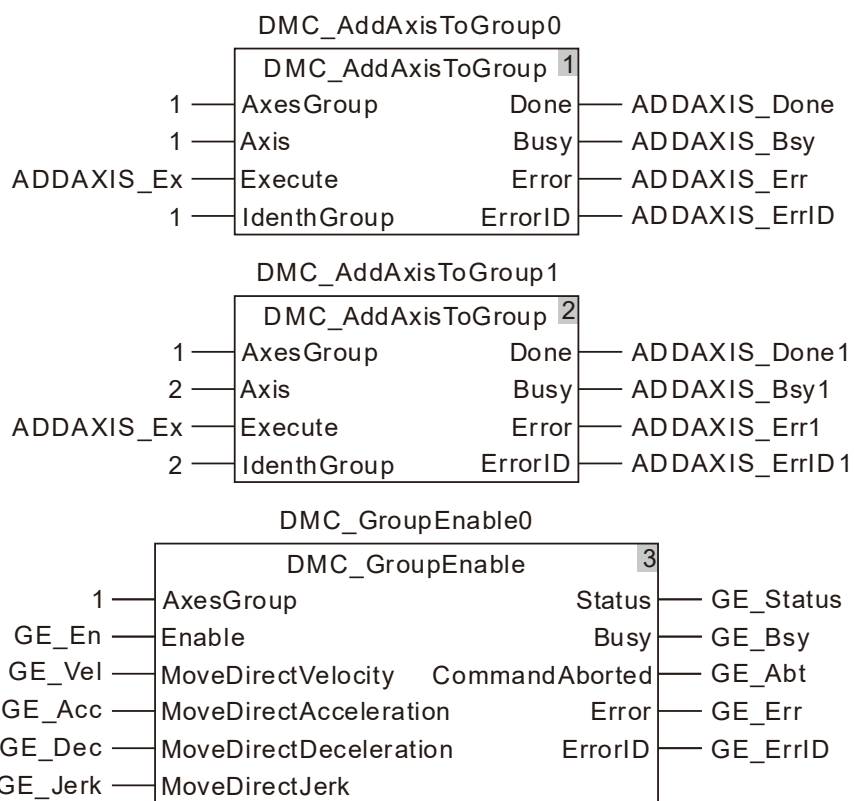 DMC_AddAxisToGroup0
DMC_AddAxisToGroup 1
1 AxesGroup Done ADDAXIS_Done
1 Axis Busy ADDAXIS_Bsy
ADDAXIS_Ex Execute Error ADDAXIS_Err
1 IdenthGroup ErrorID ADDAXIS_ErrID
DMC_AddAxisToGroup1
DMC_AddAxisToGroup 2
1 AxesGroup Done ADDAXIS_Done1
2 Axis Busy ADDAXIS_Bsy1
ADDAXIS_Ex Execute Error ADDAXIS_Err1
2 IdenthGroup ErrorID ADDAXIS_ErrID1
DMC_GroupEnable0
DMC_GroupEnable 3
1 AxesGroup Status GE_Status
GE_En Enable Busy GE_Bsy
GE_Vel MoveDirectVelocity CommandAborted GE_Abt
GE_Acc MoveDirectAcceleration Error GE_Err
GE_Dec MoveDirectDeceleration ErrorID GE_ErrID
GE_Jerk MoveDirectJerk